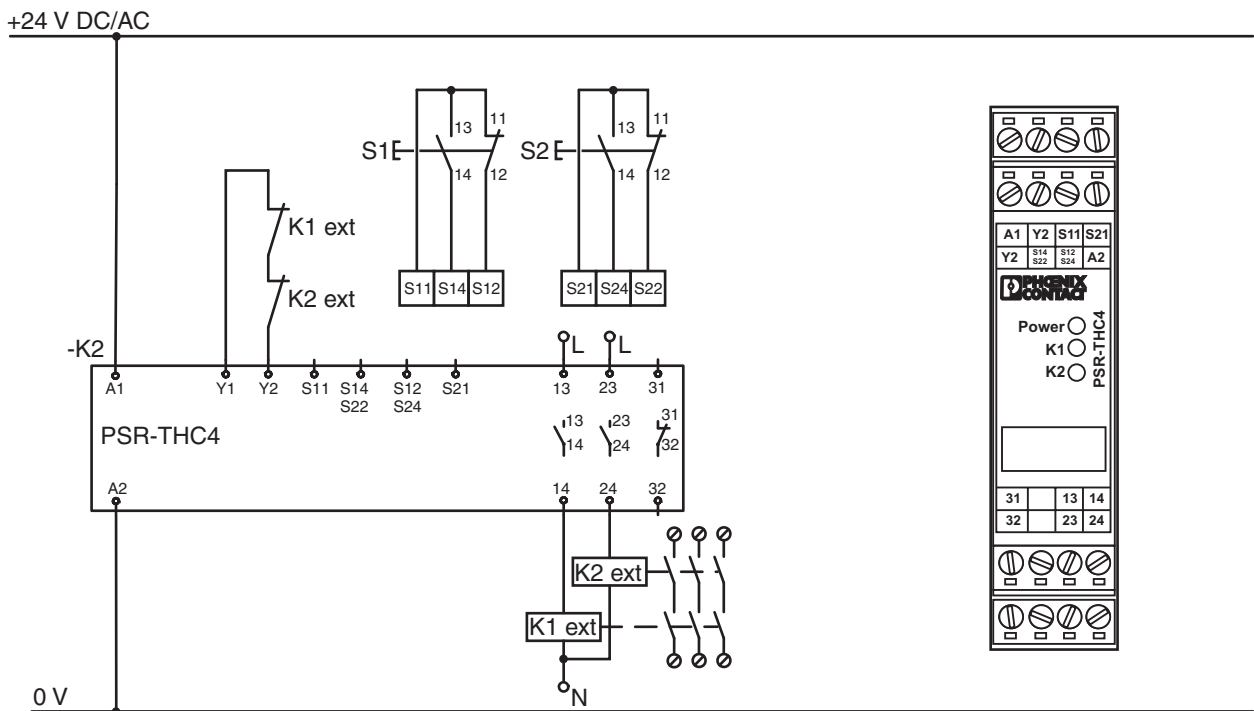 +24 V DC/AC
13 11
S1
14 12
13 11
S2
14 12
K1 ext
K2 ext
S11 S14 S12
S21 S24 S22
-K2
L L
A1 Y1 Y2 S11 S14 S12 S21 13 23 31
S22 S24
PSR-THC4
13 23 31
14 24 32
A2 14 24 32
K2 ext
K1 ext
N
0 V
A1 Y2 S11 S21
Y2 S14 S12 A2
S22 S24
PHŒNIX
CONTACT
Power
K1
K2
PSR-THC4
31 13 14
32 23 24